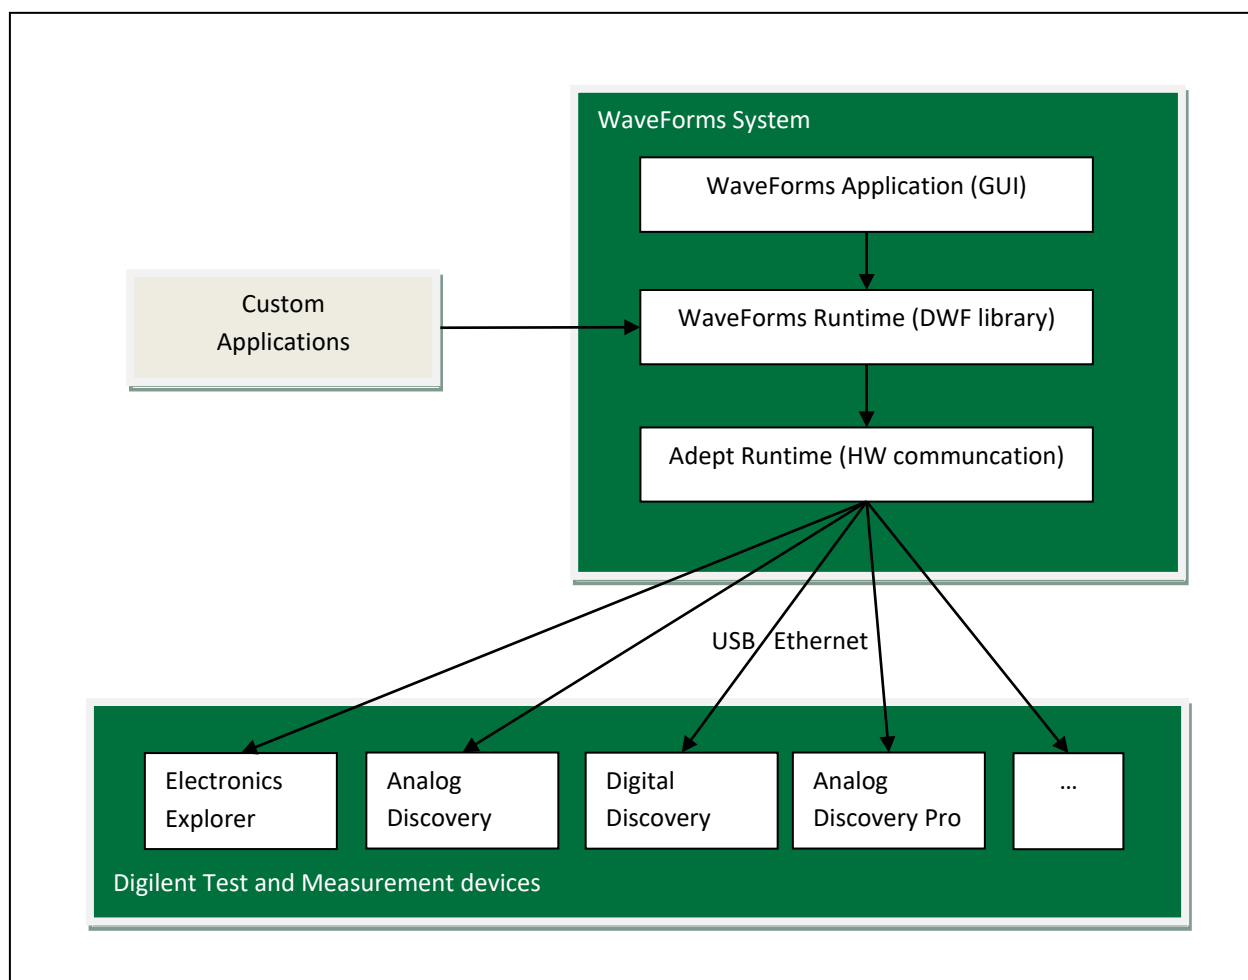 WaveForms System
WaveForms Application (GUI)
Custom
Applications
WaveForms Runtime (DWF library)
Adept Runtime (HW communcation)
USB / Ethernet
Electronics
Explorer
Analog
Discovery
Digital
Discovery
Analog
Discovery Pro
…
Digilent Test and Measurement devices